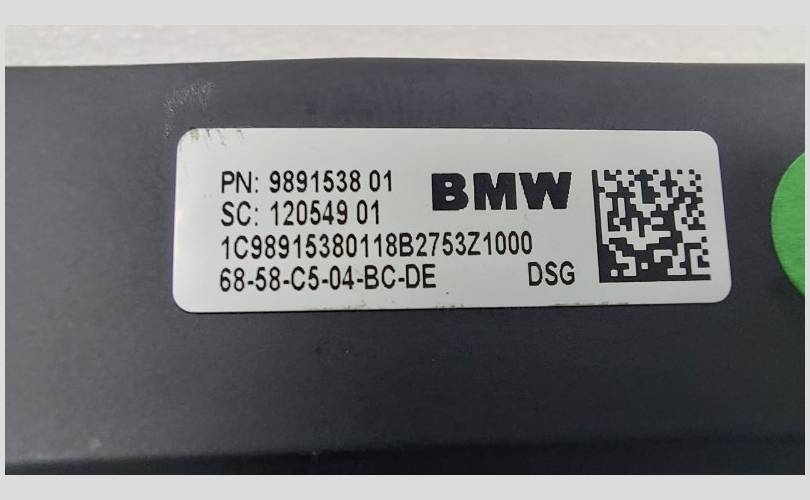 PN: 9891538 01
BMW
SC: 120549 01
1C98915380118B2753Z1000
68-58-C5-04-BC-DE
DSG